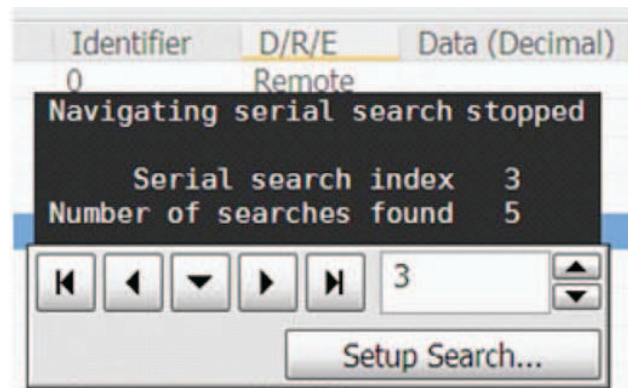 Identifier D/R/E Data (Decimal)
0 Remote
Navigating serial search stopped
Serial search index 3
Number of searches found 5
3
Setup Search...